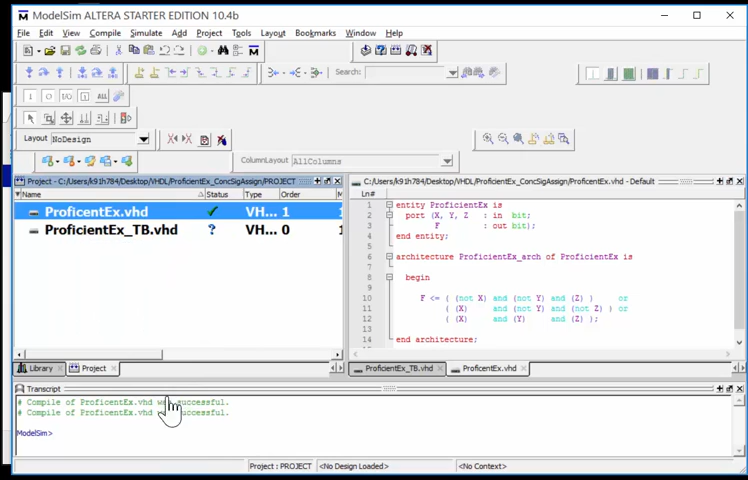 ModelSim ALTERA STARTER EDITION 10.4b
File Edit View Compile Simulate Add Project Tools Layout Bookmarks Window Help
Search:
ALL
Layout NoDesign
ColumnLayout AllColumns
Project - C:/Users/k91h784/Desktop/VHDL/ProficientEx_ConcSigAssign/PROJECT
Name Status Type Order
ProficentEx.vhd VH... 1
ProficientEx_TB.vhd ? VH... 0
Library Project
C:/Users/k91h784/Desktop/VHDL/ProficientEx_ConcSigAssign/ProficentEx.vhd - Default
Ln#
1 entity ProficientEx is
2 port (X, Y, Z : in bit;
3 F : out bit);
4 end entity;
5
6 architecture ProficientEx_arch of ProficientEx is
7
8 begin
9
10 F <= ( (not X) and (not Y) and (Z) ) or
11 ( (X) and (not Y) and (not Z) ) or
12 ( (X) and (Y) and (Z) );
13
14 end architecture;
ProficientEx_TB.vhd ProficentEx.vhd
Transcript
# Compile of ProficentEx.vhd was successful.
# Compile of ProficentEx.vhd successful.
ModelSim>
Project : PROJECT <No Design Loaded> <No Context>